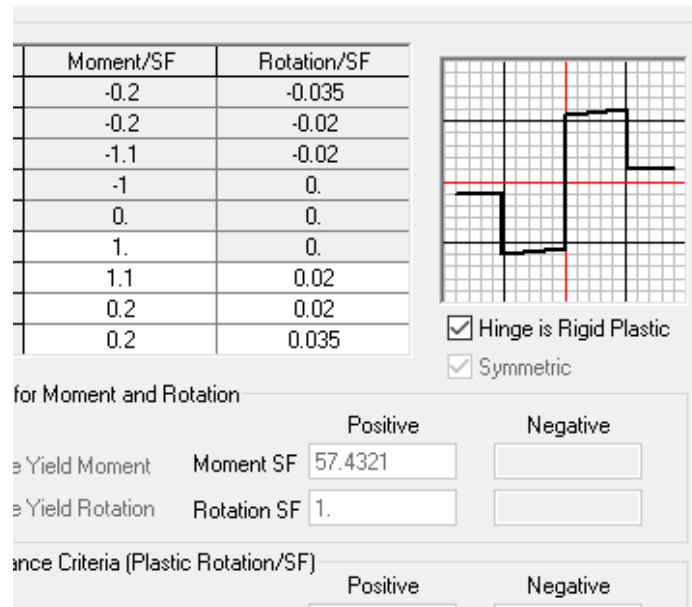 Moment/SF Rotation/SF
-0.2 -0.035
-0.2 -0.02
-1.1 -0.02
-1 0.
0. 0.
1. 0.
1.1 0.02
0.2 0.02
0.2 0.035
Hinge is Rigid Plastic
Symmetric
for Moment and Rotation
Positive Negative
e Yield Moment Moment SF 57.4321
e Yield Rotation Rotation SF 1.
ance Criteria (Plastic Rotation/SF)
Positive Negative